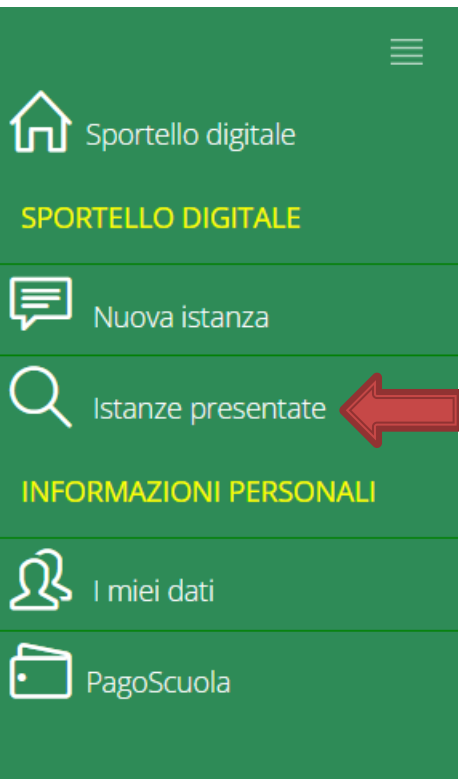 Sportello digitale
SPORTELLO DIGITALE
Nuova istanza
Istanze presentate
INFORMAZIONI PERSONALI
I miei dati
PagoScuola